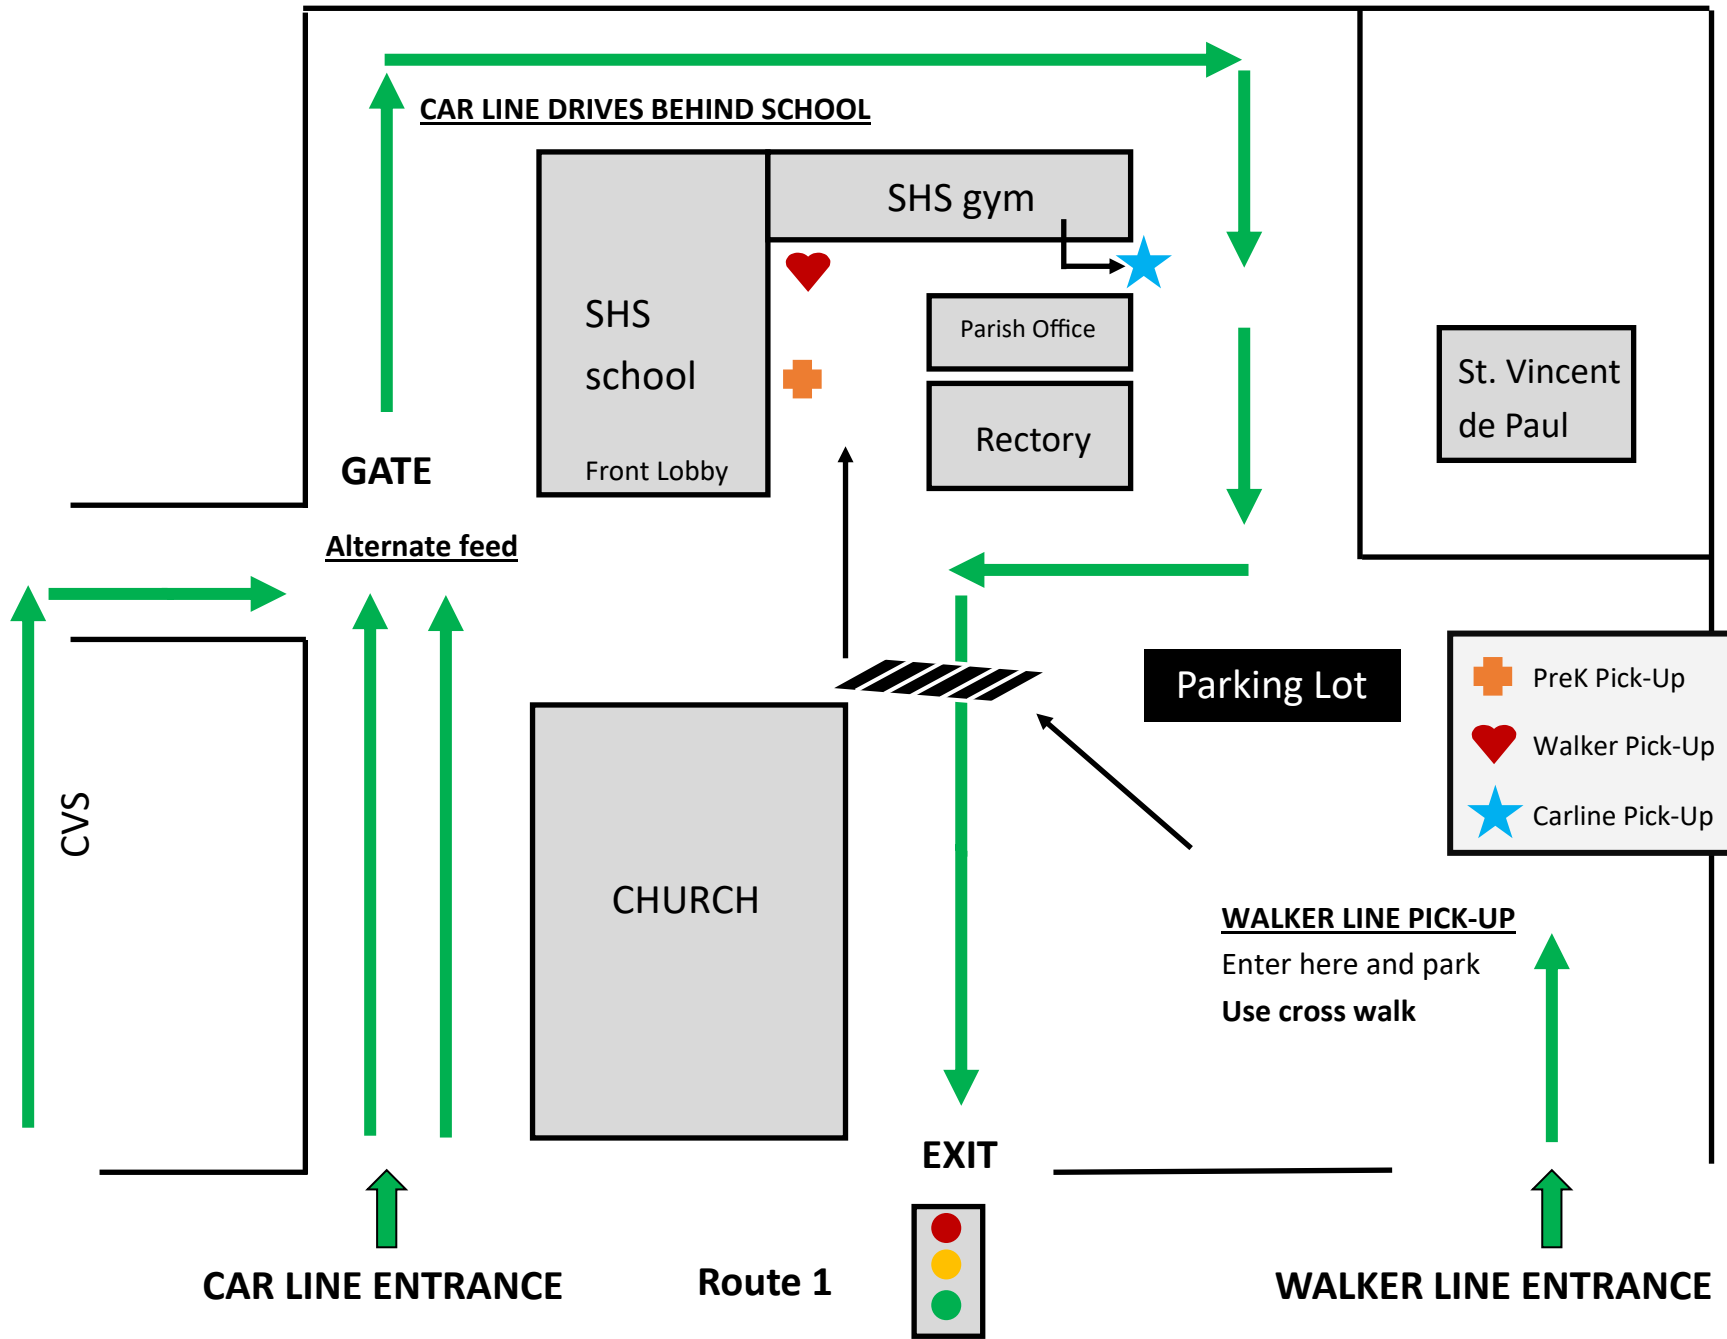 CAR LINE DRIVES BEHIND SCHOOL
SHS gym
SHS
school
Front Lobby
Parish Office
Rectory
St. Vincent
de Paul
GATE
Alternate feed
Parking Lot
PreK Pick-Up
Walker Pick-Up
Carline Pick-Up
CVS
CHURCH
WALKER LINE PICK-UP
Enter here and park
Use cross walk
EXIT
CAR LINE ENTRANCE
Route 1
WALKER LINE ENTRANCE